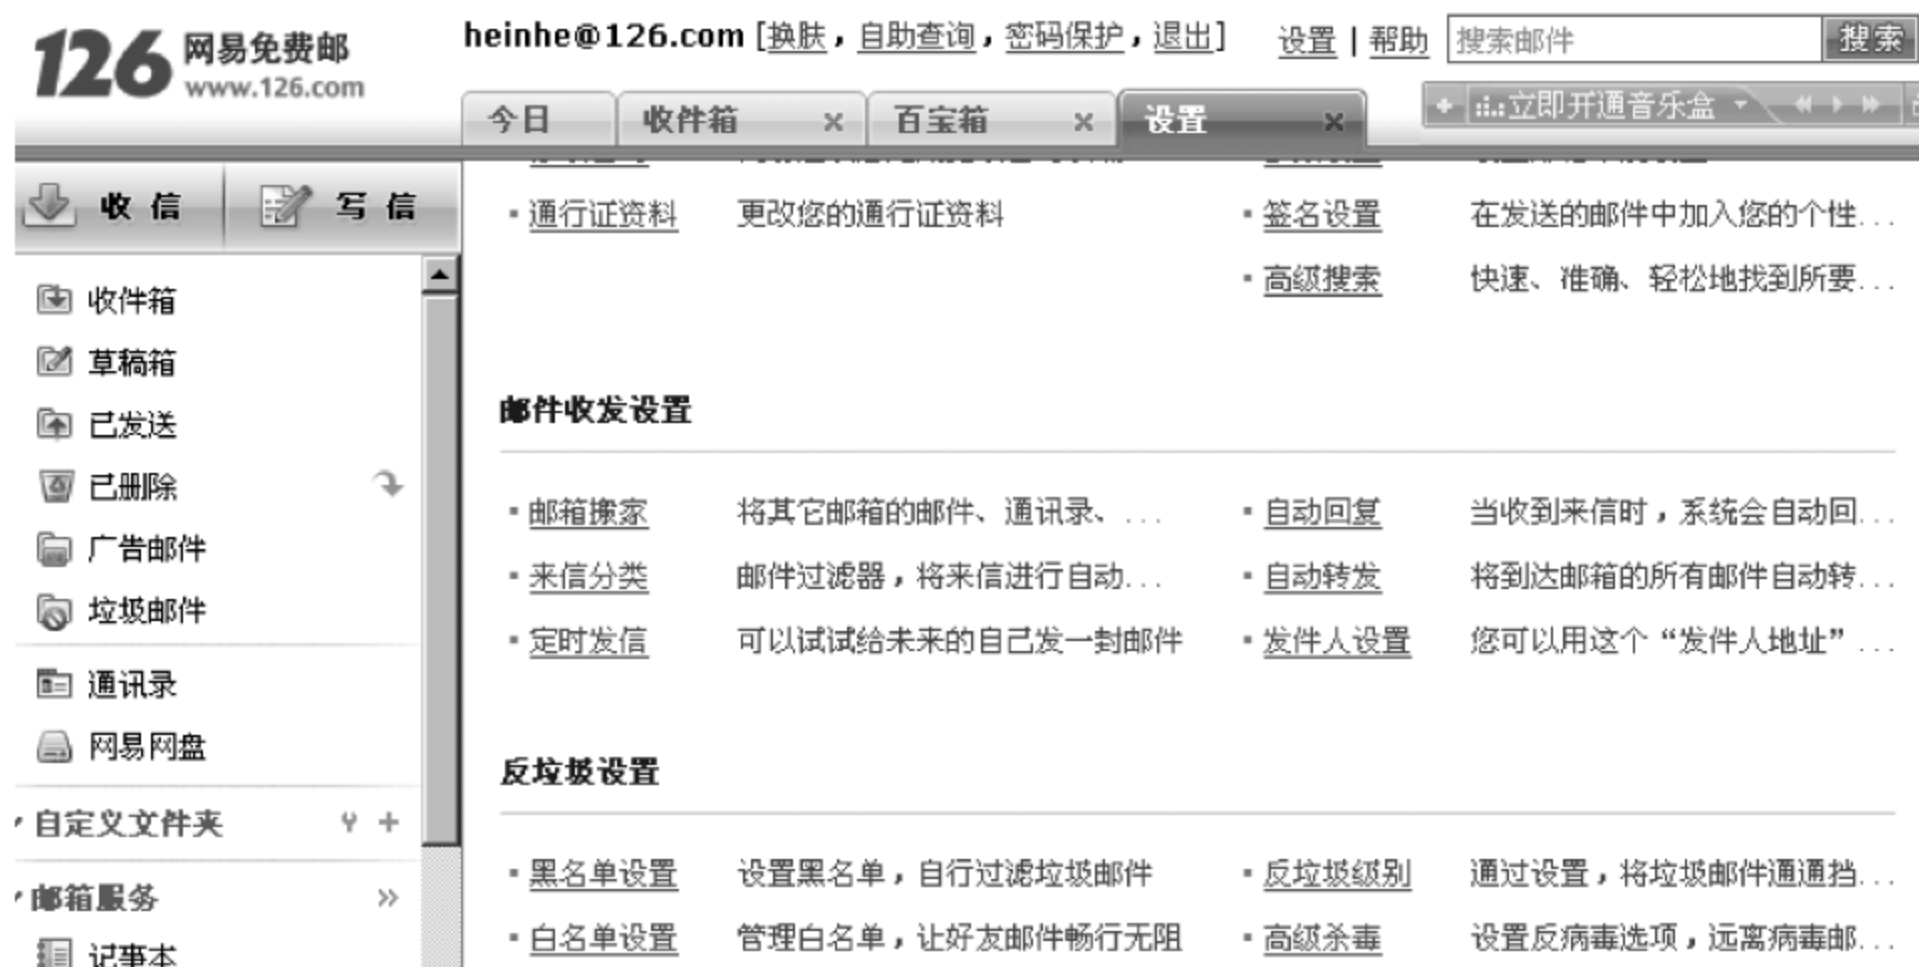 126 网易免费邮
www.126.com
heinhe@126.com [换肤, 自助查询, 密码保护, 退出]
设置 | 帮助
搜索邮件
搜索
今日
收件箱
百宝箱
设置
立即开通音乐盒
收 信
写 信
收件箱
草稿箱
已发送
已删除
广告邮件
垃圾邮件
通讯录
网易网盘
自定义文件夹
邮箱服务
记事本
通行证资料 更改您的通行证资料
签名设置 在发送的邮件中加入您的个性...
高级搜索 快速、准确、轻松地找到所要...
邮件收发设置
邮箱搬家 将其它邮箱的邮件、通讯录、...
自动回复 当收到来信时，系统会自动回...
来信分类 邮件过滤器，将来信进行自动...
自动转发 将到达邮箱的所有邮件自动转...
定时发信 可以试试给未来的自己发一封邮件
发件人设置 您可以用这个“发件人地址”...
反垃圾设置
黑名单设置 设置黑名单，自行过滤垃圾邮件
反垃圾级别 通过设置，将垃圾邮件通通挡...
白名单设置 管理白名单，让好友邮件畅行无阻
高级杀毒 设置反病毒选项，远离病毒邮...